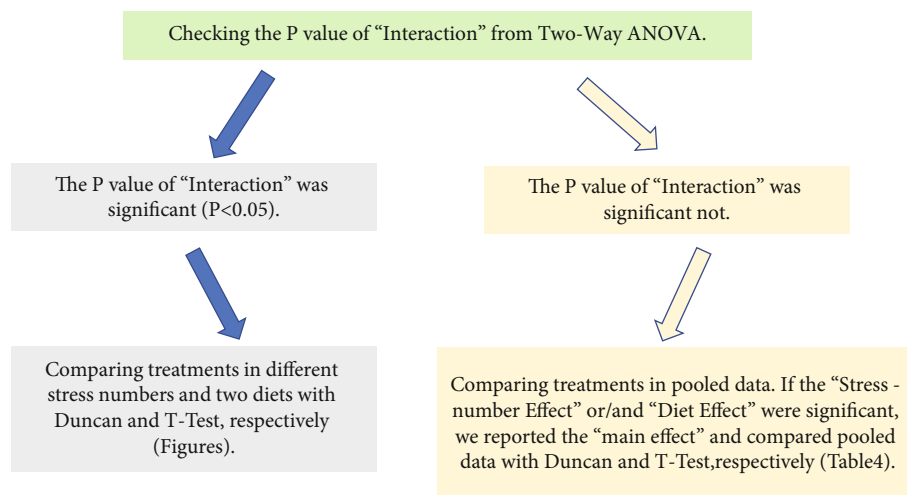 Checking the P value of “Interaction” from Two-Way ANOVA.
The P value of “Interaction” was
significant (P<0.05).
The P value of “Interaction” was
significant not.
Comparing treatments in different
stress numbers and two diets with
Duncan and T-Test, respectively
(Figures).
Comparing treatments in pooled data. If the “Stress -
number Effect” or/and “Diet Effect” were significant,
we reported the “main effect” and compared pooled
data with Duncan and T-Test,respectively (Table4).